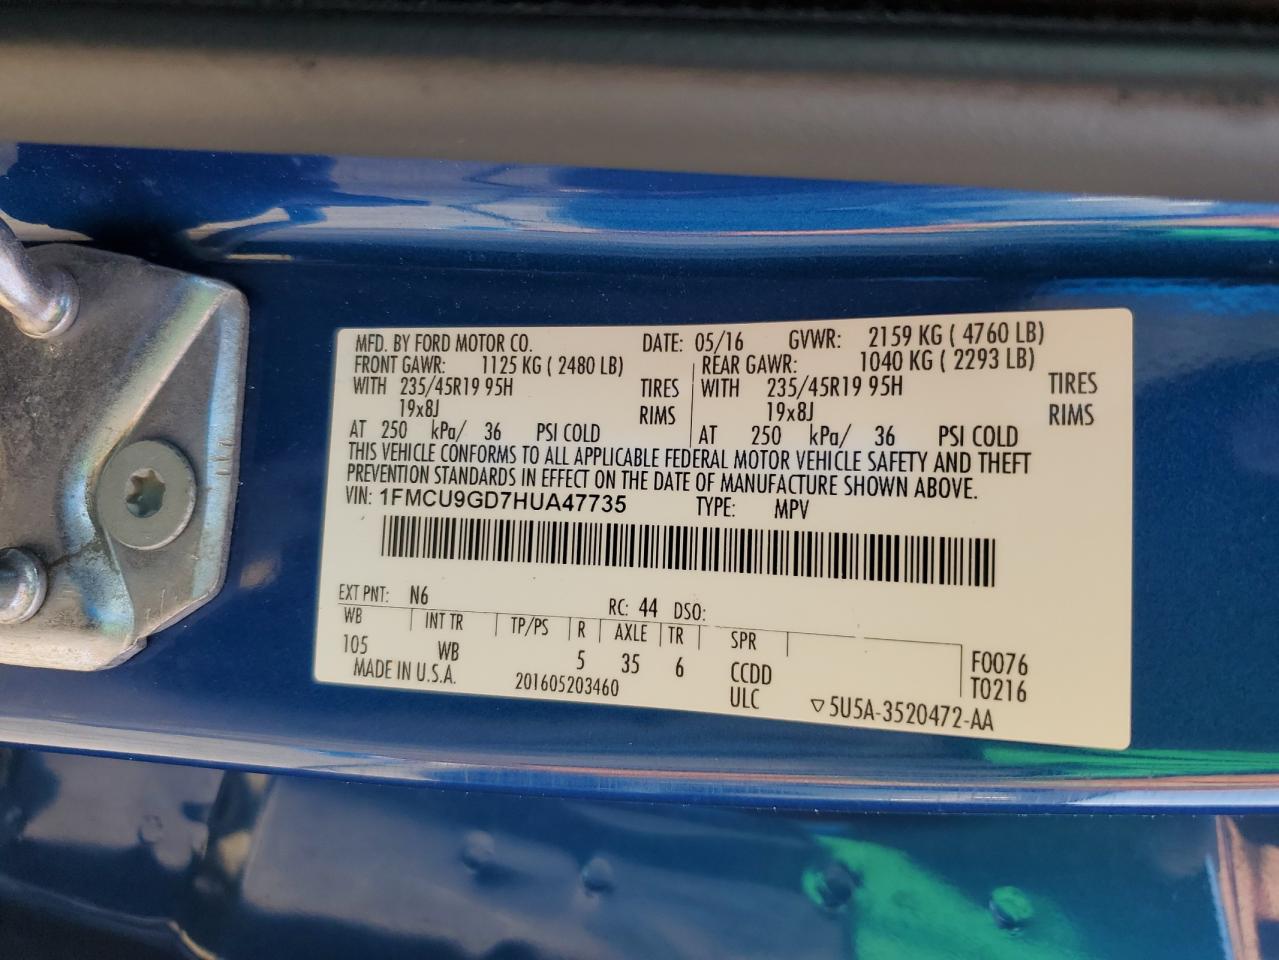 MFD. BY FORD MOTOR CO. DATE: 05/16 GVWR: 2159 KG ( 4760 LB)
FRONT GAWR: 1125 KG ( 2480 LB) REAR GAWR: 1040 KG ( 2293 LB)
WITH 235/45R19 95H TIRES WITH 235/45R19 95H TIRES
19x8J RIMS 19x8J RIMS
AT 250 kPa/ 36 PSI COLD AT 250 kPa/ 36 PSI COLD
THIS VEHICLE CONFORMS TO ALL APPLICABLE FEDERAL MOTOR VEHICLE SAFETY AND THEFT
PREVENTION STANDARDS IN EFFECT ON THE DATE OF MANUFACTURE SHOWN ABOVE.
VIN: 1FMCU9GD7HUA47735 TYPE: MPV
EXT PNT: N6 RC: 44 DSO:
WB INT TR TP/PS R AXLE TR SPR
105 WB 5 35 6 CCDD F0076
MADE IN U.S.A. 201605203460 ULC T0216
▽5U5A-3520472-AA